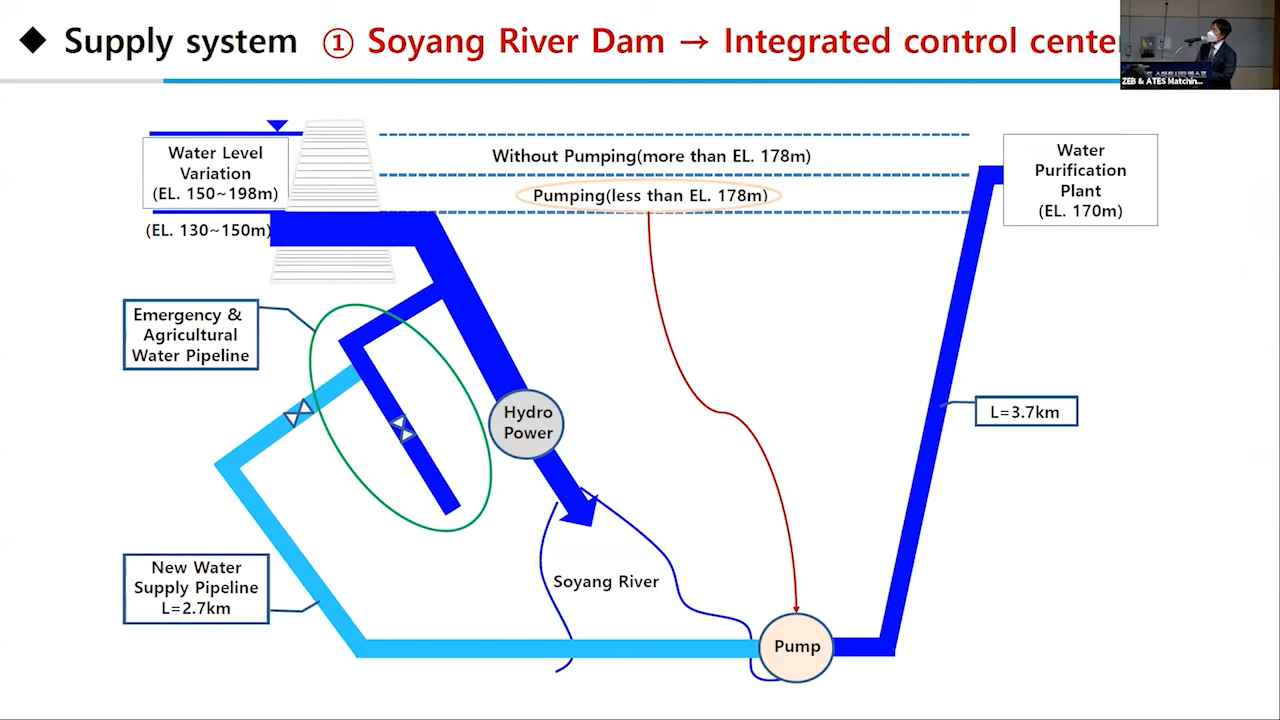 ◆ Supply system ① Soyang River Dam → Integrated control center
ZEB & ATES Matchin...
Water Level
Variation
(EL. 150~198m)
(EL. 130~150m)
Without Pumping(more than EL. 178m)
Pumping(less than EL. 178m)
Water
Purification
Plant
(EL. 170m)
Emergency &
Agricultural
Water Pipeline
Hydro
Power
L=3.7km
New Water
Supply Pipeline
L=2.7km
Soyang River
Pump